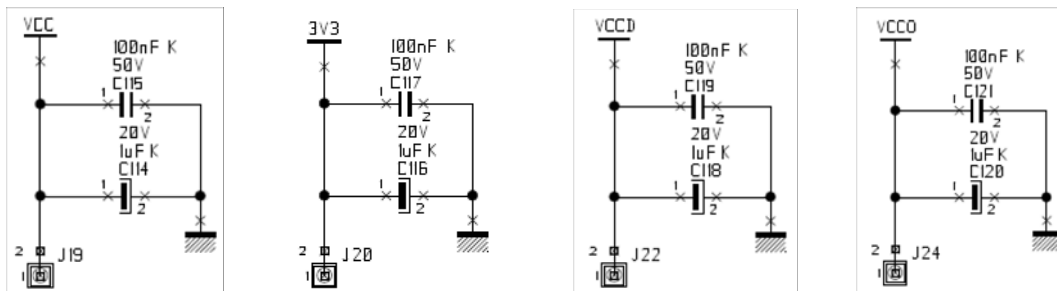 VCC
100nF K
50V
C115
1
2
20V
1uF K
C114
1
2
2
J19
1
3V3
100nF K
50V
C117
1
2
20V
1uF K
C116
1
2
2
J20
1
VCCD
100nF K
50V
C119
1
2
20V
1uF K
C118
1
2
2
J22
1
VCCO
100nF K
50V
C121
1
2
20V
1uF K
C120
1
2
2
J24
1